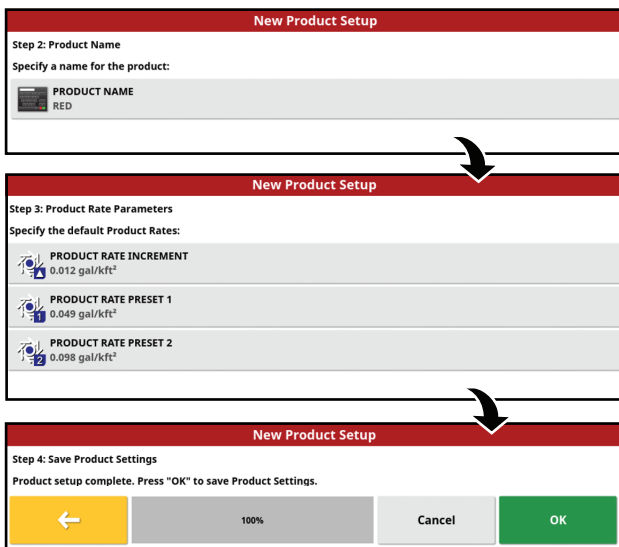 New Product Setup
Step 2: Product Name
Specify a name for the product:
PRODUCT NAME
RED
New Product Setup
Step 3: Product Rate Parameters
Specify the default Product Rates:
PRODUCT RATE INCREMENT
0.012 gal/kft²
PRODUCT RATE PRESET 1
0.049 gal/kft²
1
PRODUCT RATE PRESET 2
0.098 gal/kft²
2
New Product Setup
Step 4: Save Product Settings
Product setup complete. Press "OK" to save Product Settings.
100% Cancel OK